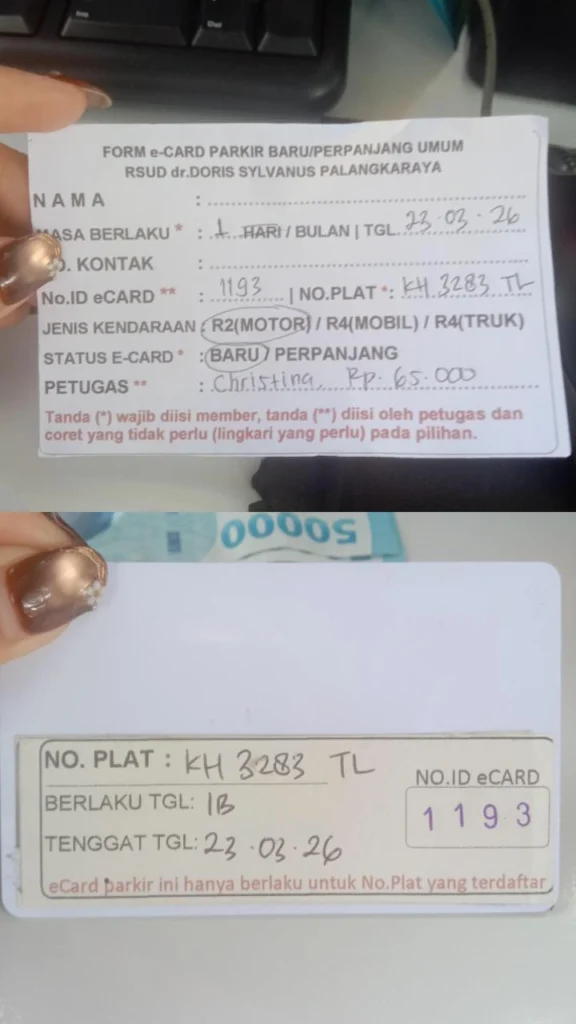 FORM e-CARD PARKIR BARU/PERPANJANG UMUM
RSUD dr.DORIS SYLVANUS PALANGKARAYA
NAMA :
MASA BERLAKU * : 1 HARI / BULAN | TGL. 23.03.26
. KONTAK :
No.ID eCARD ** : 1193 | NO.PLAT *: KH 3283 TL
JENIS KENDARAAN : R2(MOTOR) / R4(MOBIL) / R4(TRUK)
STATUS E-CARD * : BARU / PERPANJANG
PETUGAS ** : Christina, Rp. 65.000
Tanda (*) wajib diisi member, tanda (**) diisi oleh petugas dan
coret yang tidak perlu (lingkari yang perlu) pada pilihan.
50000
NO. PLAT : KH 3283 TL
BERLAKU TGL: 1B
TENGGAT TGL: 23.03.26
NO.ID eCARD
1193
eCard parkir ini hanya berlaku untuk No.Plat yang terdaftar